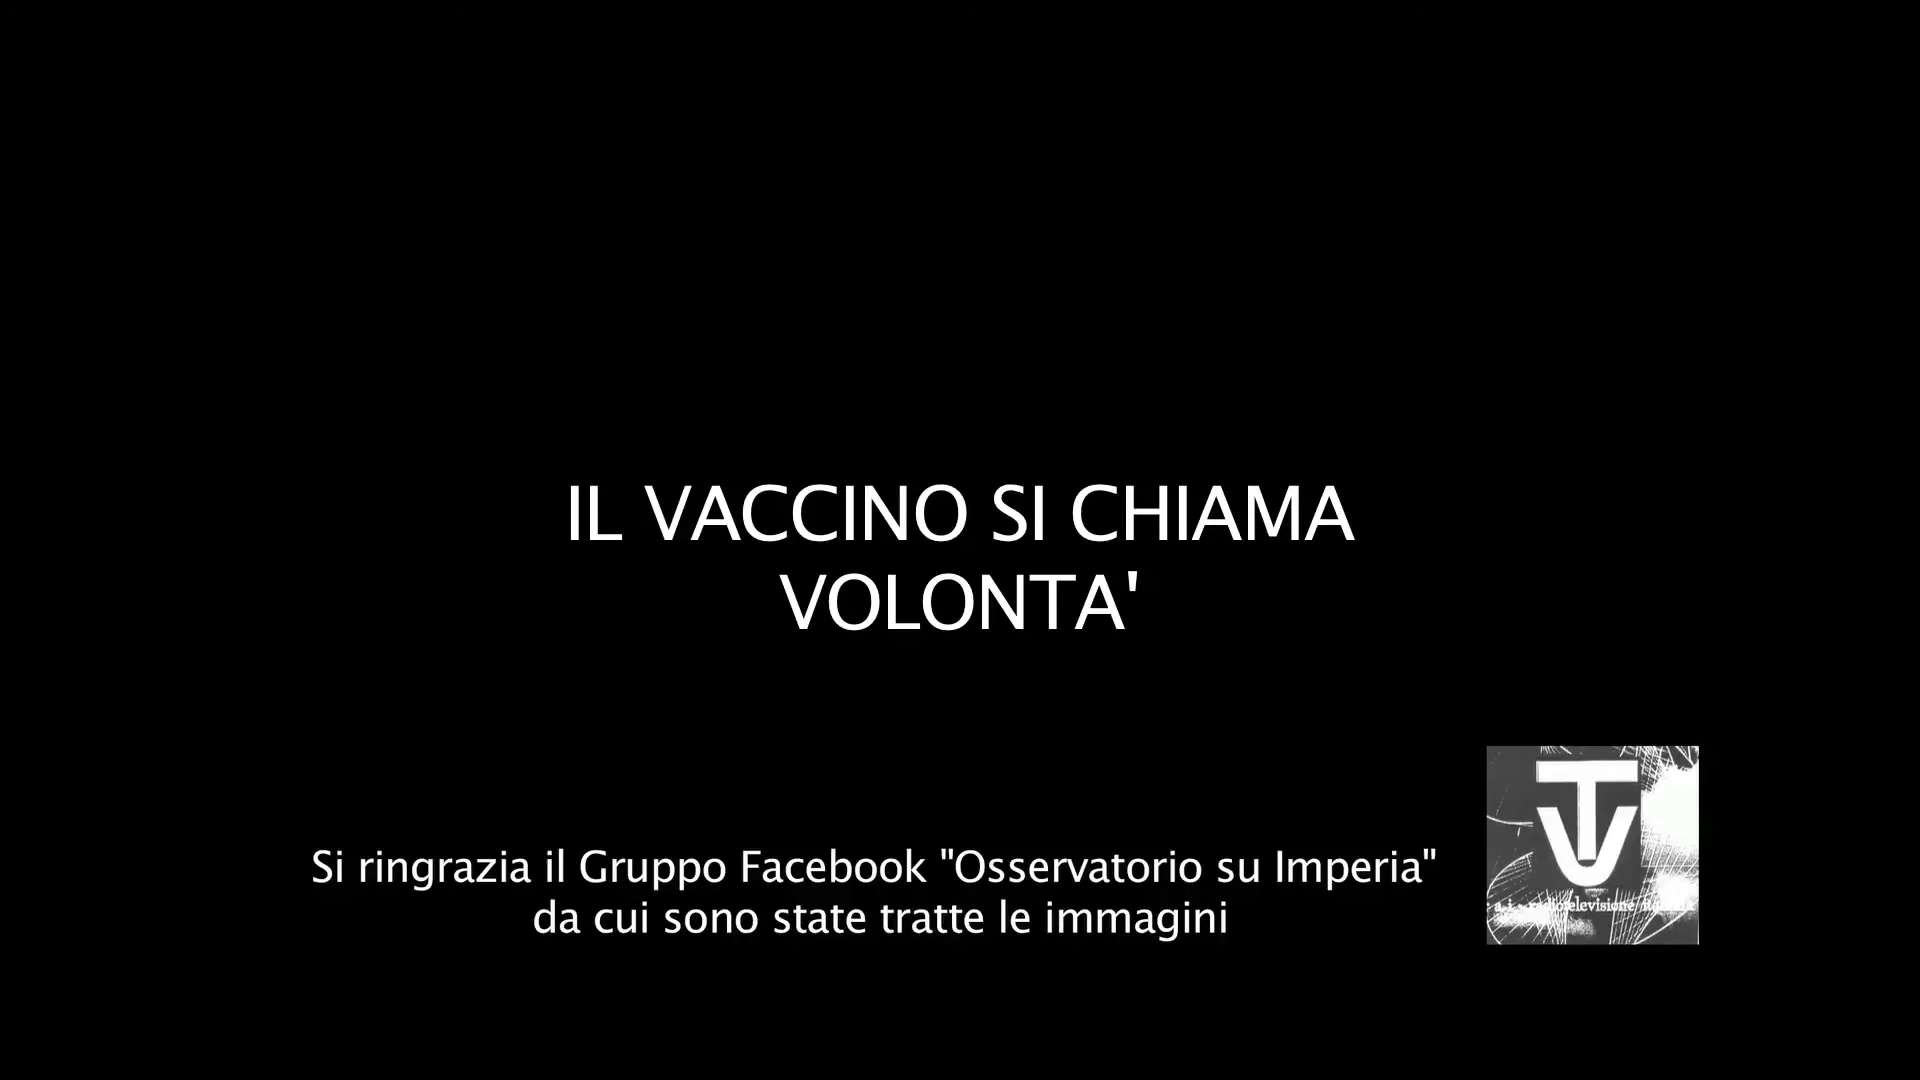 IL VACCINO SI CHIAMA
VOLONTA'
Si ringrazia il Gruppo Facebook "Osservatorio su Imperia"
da cui sono state tratte le immagini
TV
radiotelevisione